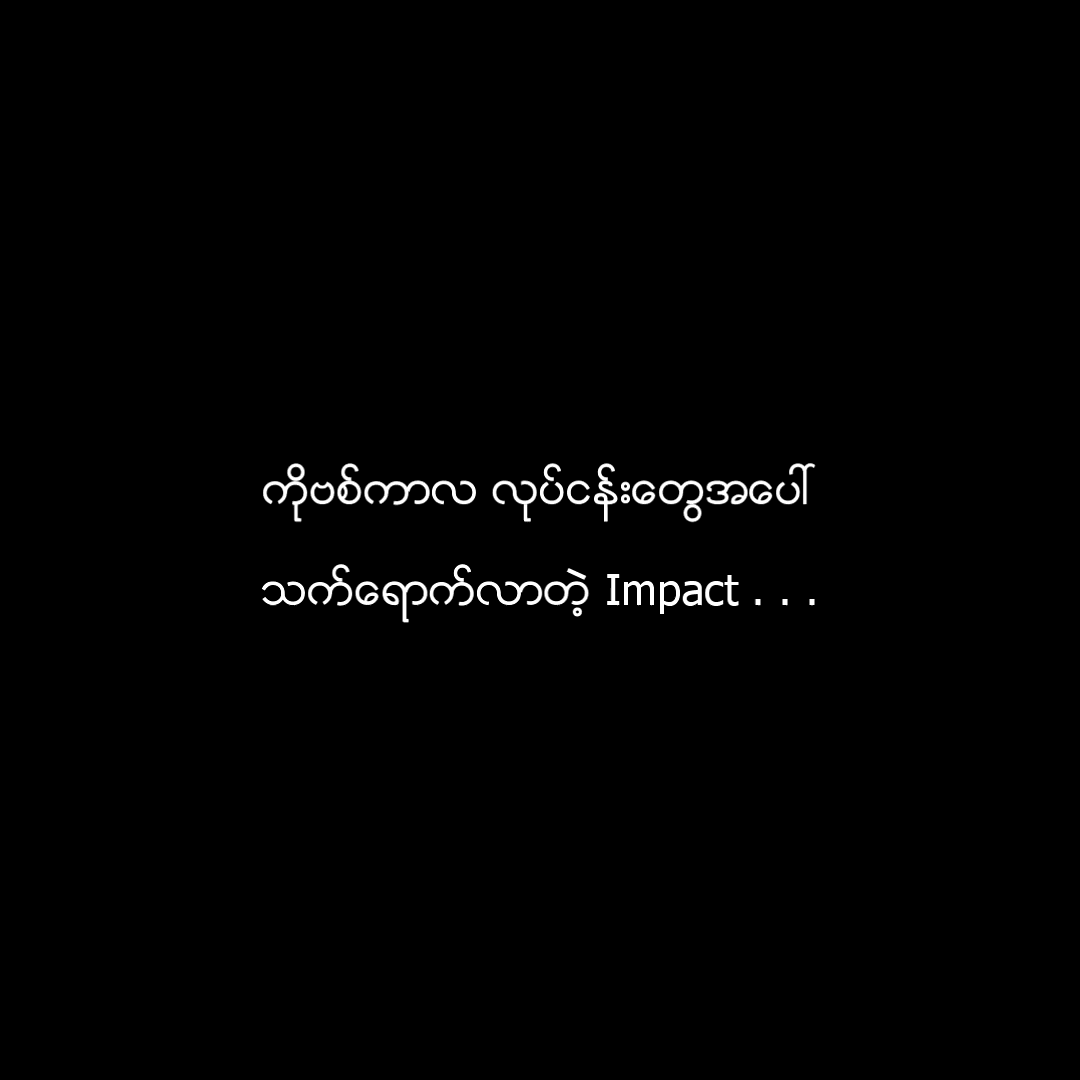 ကိုဗစ်ကာလ လုပ်ငန်းတွေအပေါ်
သက်ရောက်လာတဲ့ Impact . . .